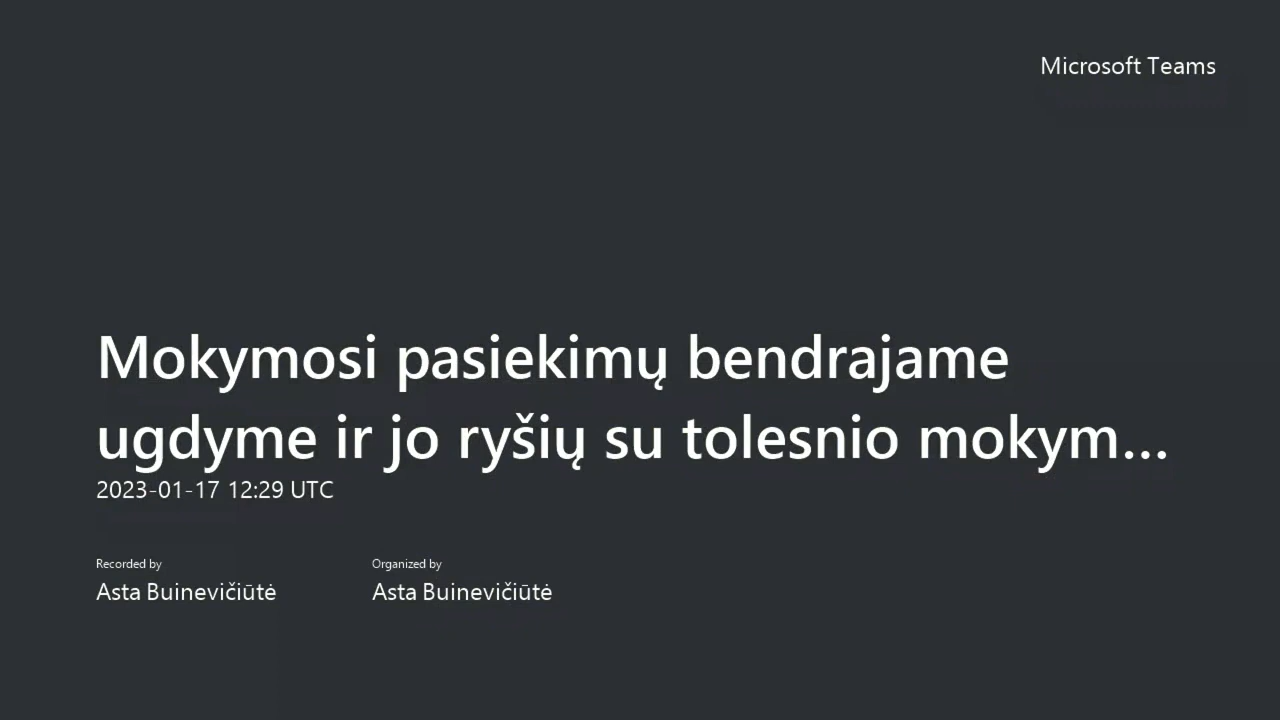 Microsoft Teams
Mokymosi pasiekimų bendrajame
ugdyme ir jo ryšių su tolesnio mokym...
2023-01-17 12:29 UTC
Recorded by
Asta Buinevičiūtė
Organized by
Asta Buinevičiūtė